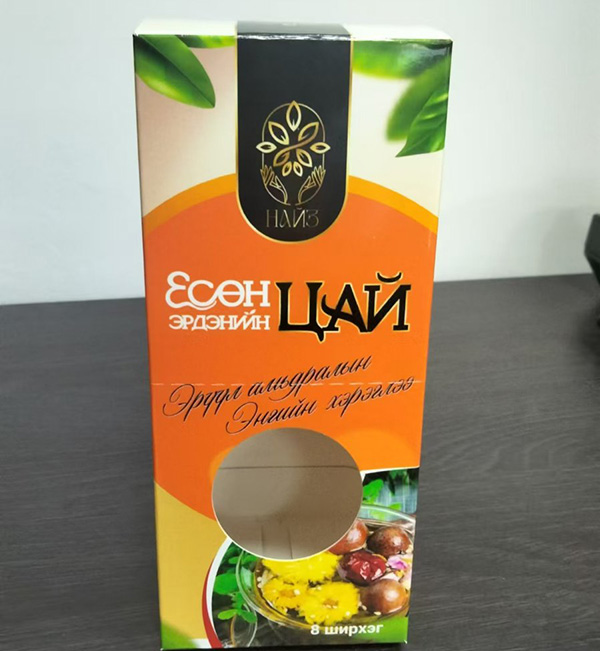 НАЙЗ
ЕСӨН
ЭРДЭНИЙН ЦАЙ
Эрүүл амьдралын
Энгийн хэрэглээ
8 ширхэг